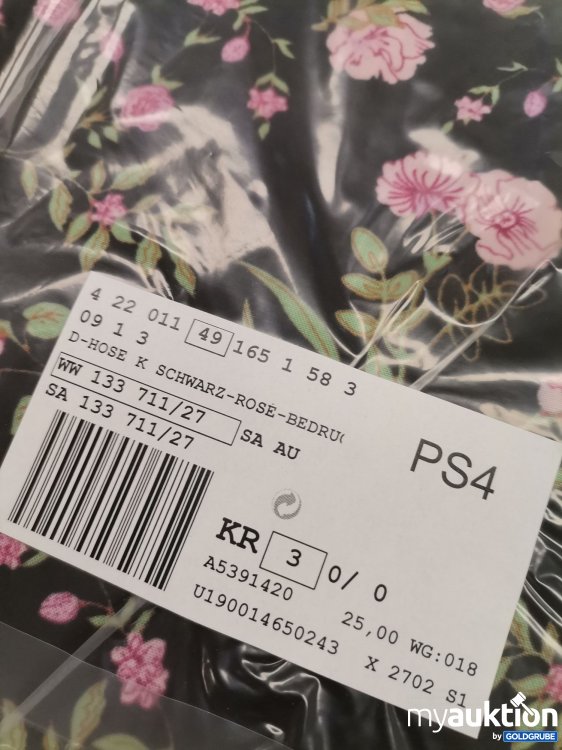 4 22 011 49 165 1 58 3
09 1 3
D-HOSE K SCHWARZ-ROSÉ-BEDRU
WW 133 711/27
SA AU
SA 133 711/27
PS4
KR 3 0/ 0
A5391420
25,00 WG:018
U190014650243 X 2702 S1
myauktion
by GOLDGRUBE